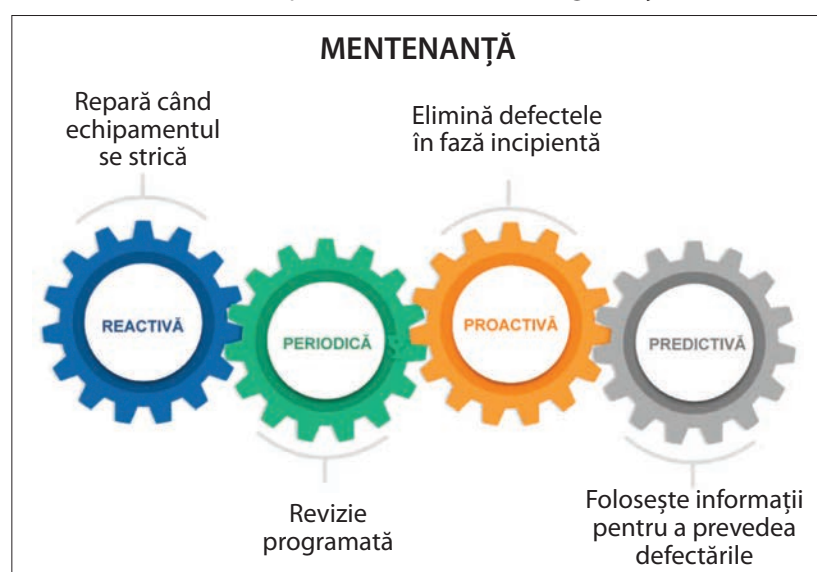 MENTENANȚĂ
Repară când
echipamentul
se strică
Elimină defectele
în fază incipientă
REACTIVĂ
PERIODICĂ
PROACTIVĂ
PREDICTIVĂ
Revizie
programată
Folosește informații
pentru a prevedea
defectările